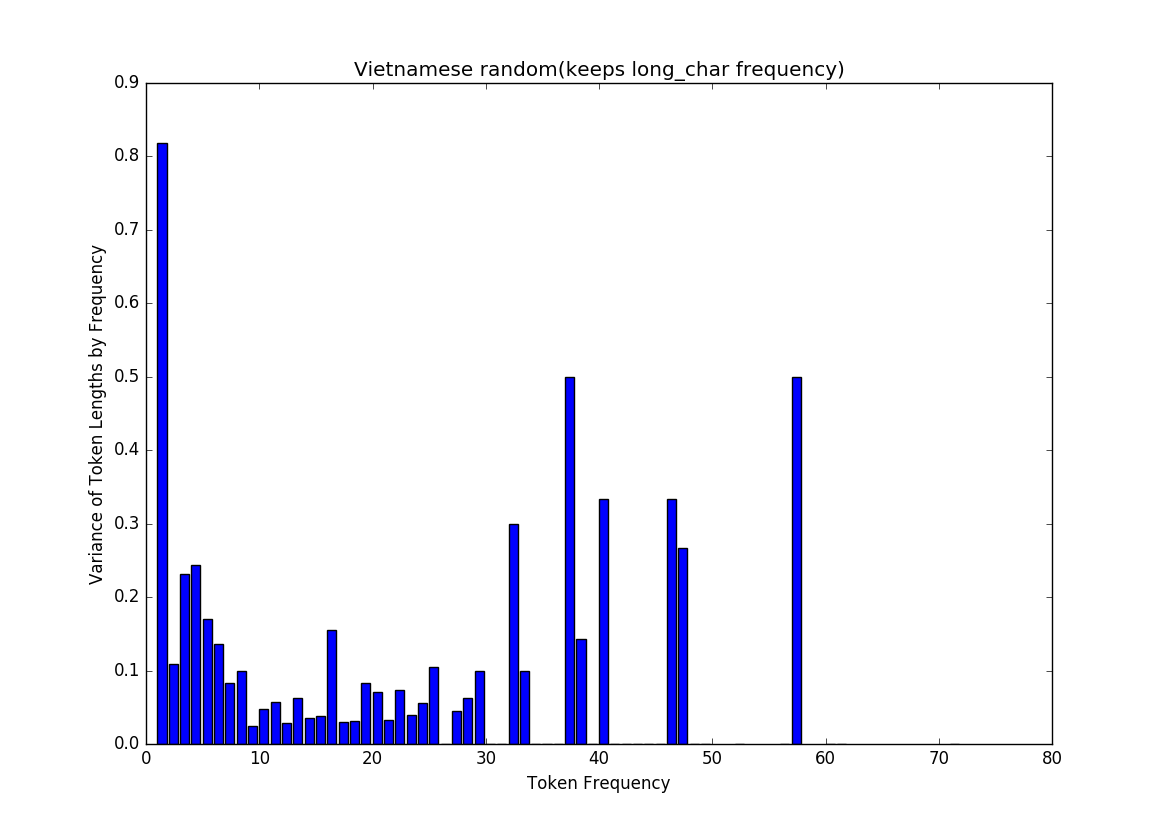 Vietnamese random(keeps long_char frequency)
Variance of Token Lengths by Frequency
0.9
0.8
0.7
0.6
0.5
0.4
0.3
0.2
0.1
0.0
0 10 20 30 40 50 60 70 80
Token Frequency